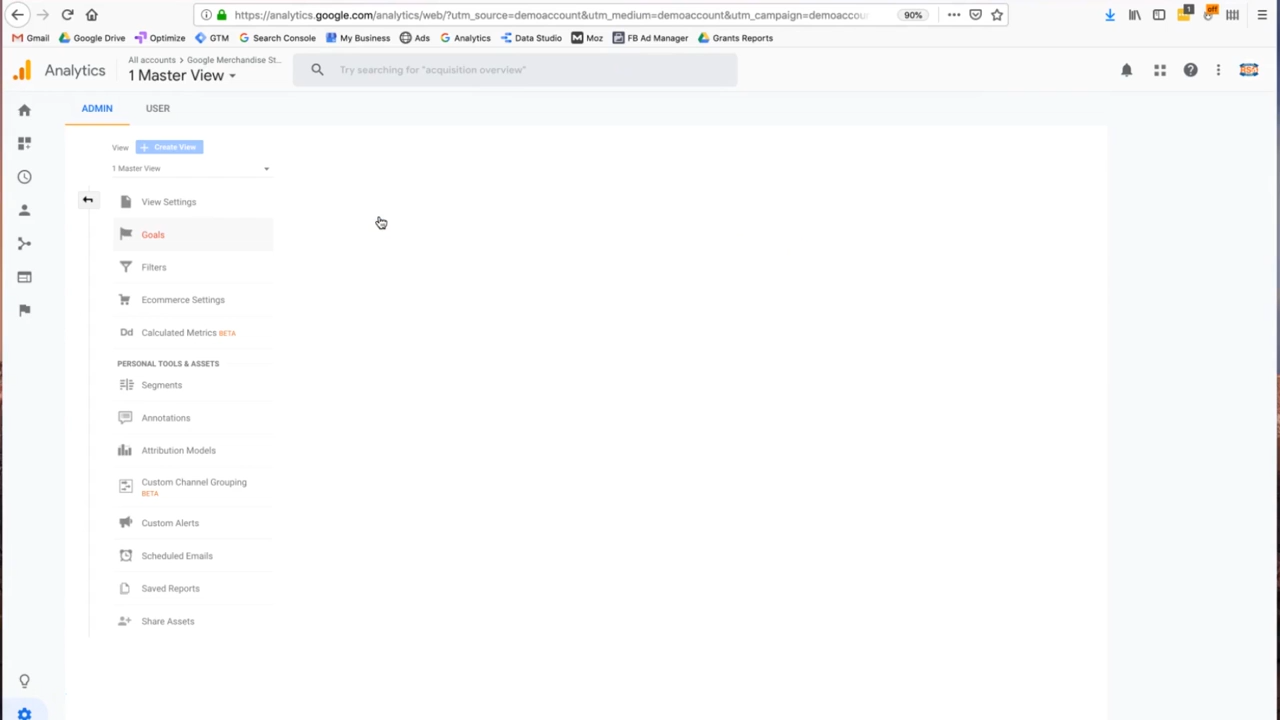 https://analytics.google.com/analytics/web/?utm_source=demoaccount&utm_medium=demoaccount&utm_campaign=demoaccou
90%
1
off
Gmail
Google Drive
Optimize
GTM
Search Console
My Business
Ads
Analytics
Data Studio
Moz
FB Ad Manager
Grants Reports
Analytics
All accounts > Google Merchandise St...
1 Master View
Try searching for "acquisition overview"
ADMIN
USER
View
+ Create View
1 Master View
View Settings
Goals
Filters
Ecommerce Settings
Dd Calculated Metrics BETA
PERSONAL TOOLS & ASSETS
Segments
Annotations
Attribution Models
Custom Channel Grouping
BETA
Custom Alerts
Scheduled Emails
Saved Reports
Share Assets